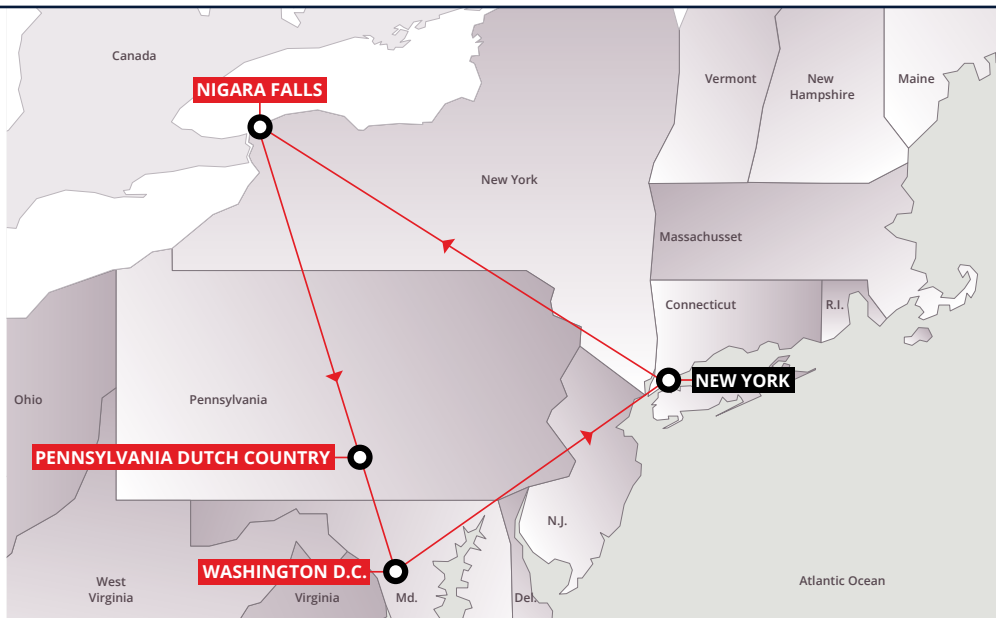 Canada
NIGARA FALLS
Vermont
New
Hampshire
Maine
New York
Massachusset
Connecticut
R.I.
NEW YORK
Ohio
Pennsylvania
PENNSYLVANIA DUTCH COUNTRY
N.J.
WASHINGTON D.C.
West
Virginia
Virginia
Md.
Del.
Atlantic Ocean